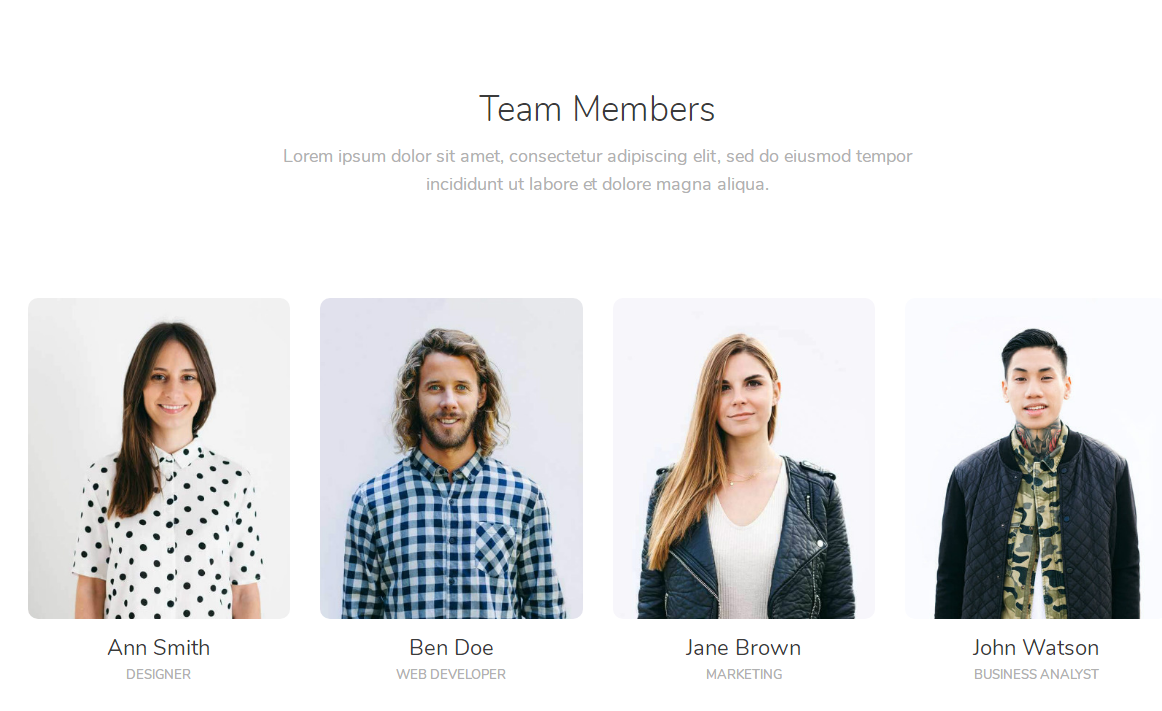 Team Members
Lorem ipsum dolor sit amet, consectetur adipiscing elit, sed do eiusmod tempor
incididunt ut labore et dolore magna aliqua.
Ann Smith
DESIGNER
Ben Doe
WEB DEVELOPER
Jane Brown
MARKETING
John Watson
BUSINESS ANALYST